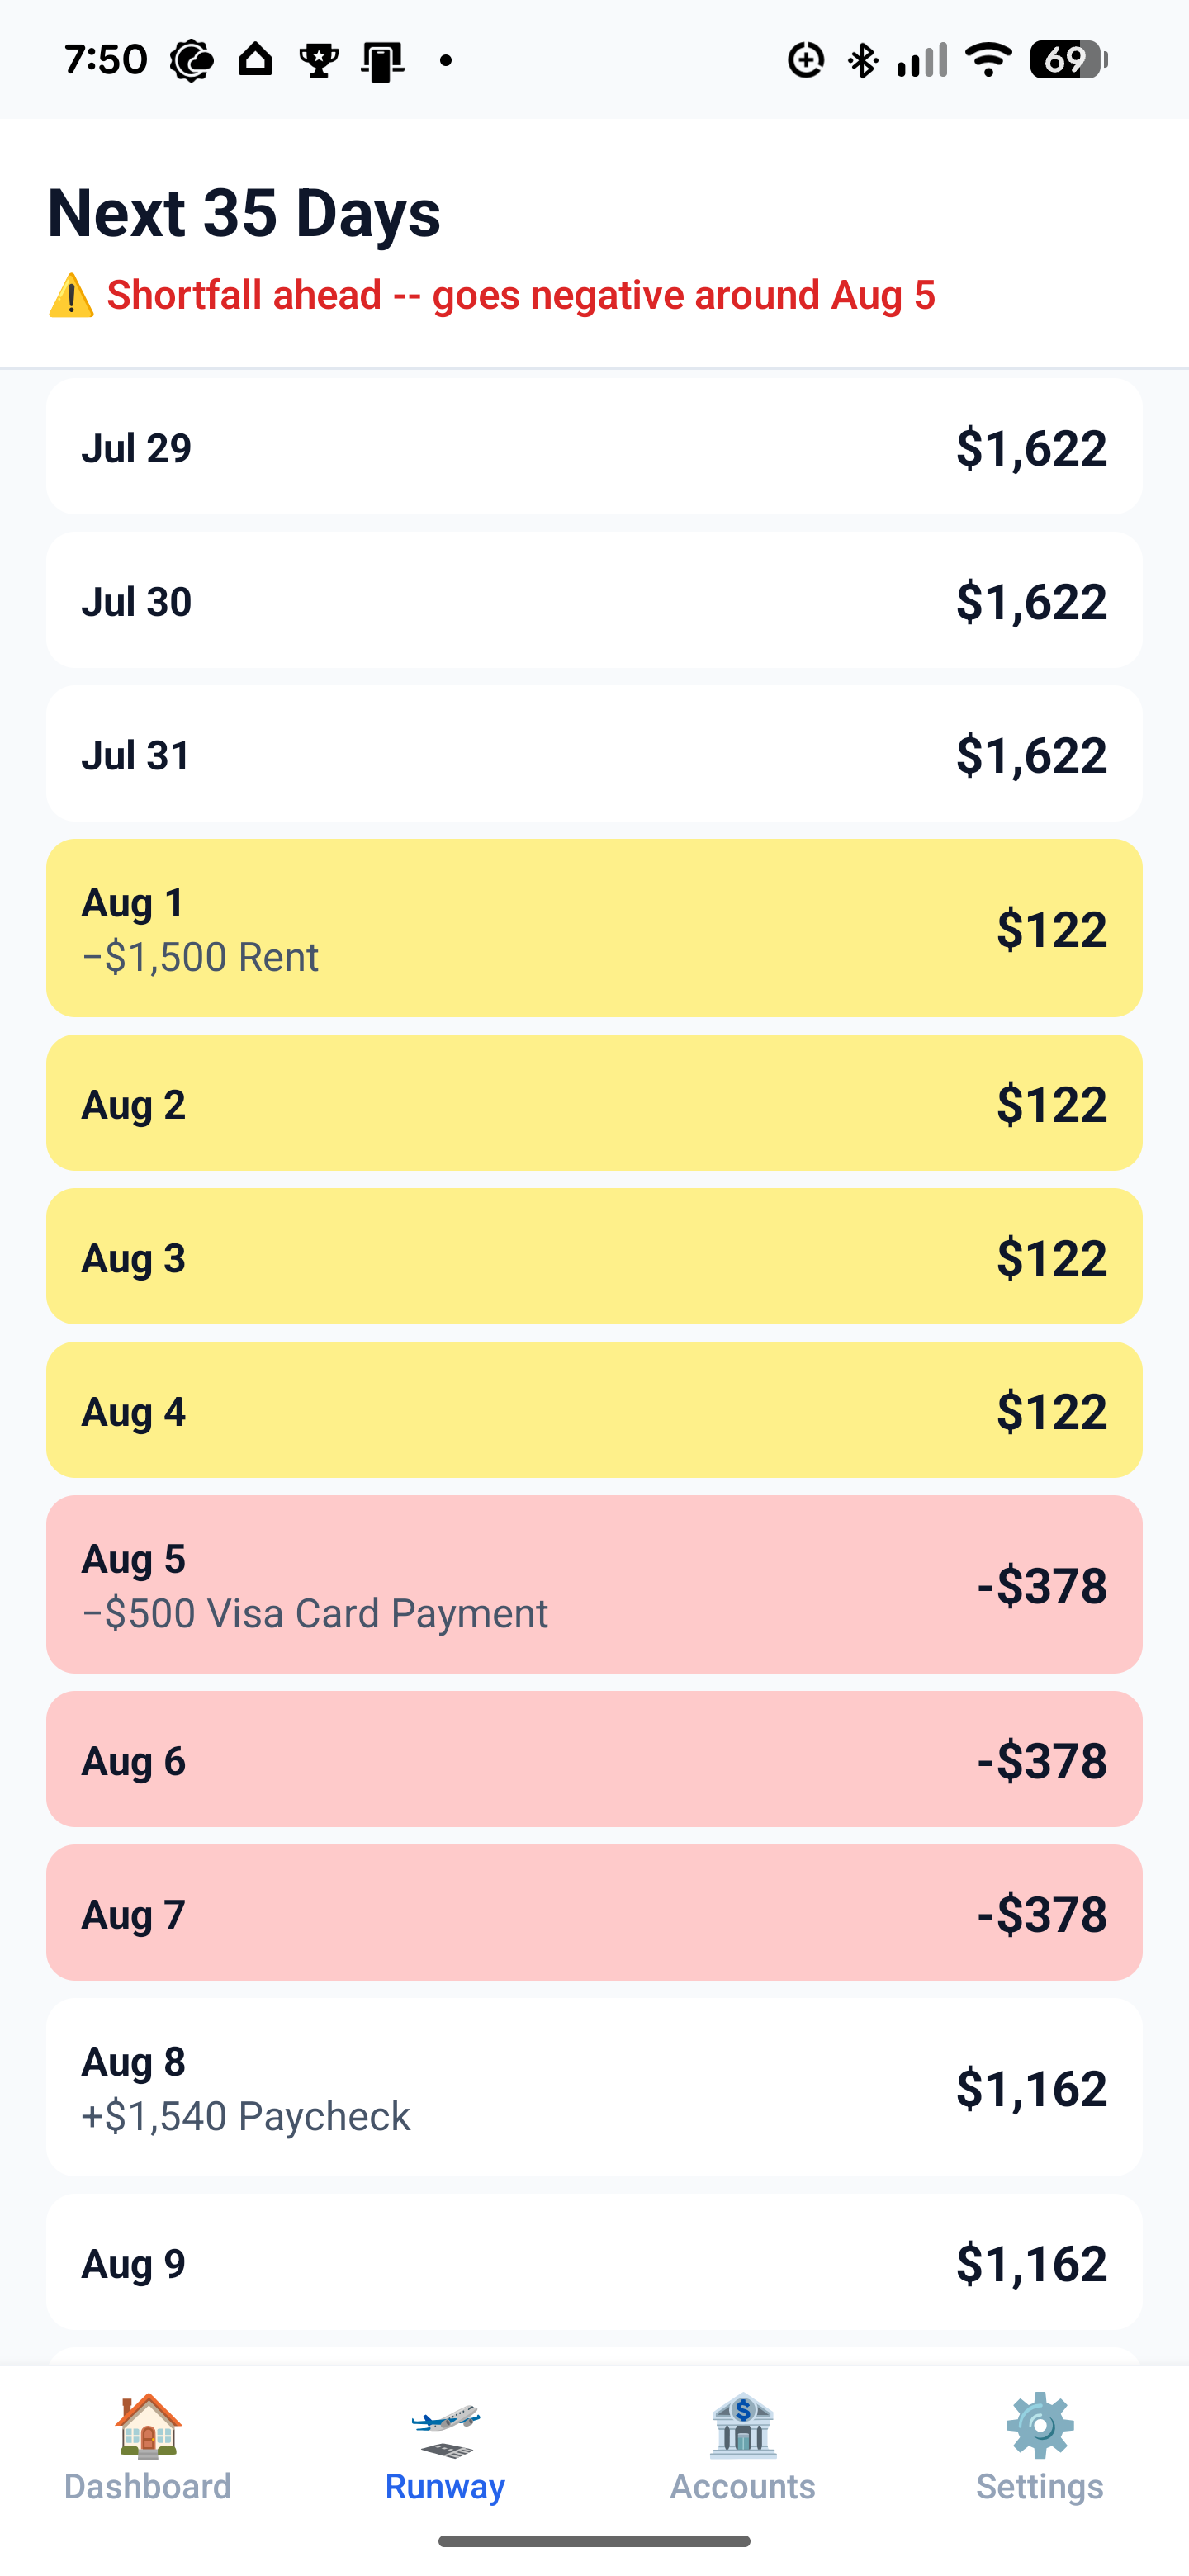 7:50
69
Next 35 Days
⚠️ Shortfall ahead -- goes negative around Aug 5
Jul 29 $1,622
Jul 30 $1,622
Jul 31 $1,622
Aug 1 $122
−$1,500 Rent
Aug 2 $122
Aug 3 $122
Aug 4 $122
Aug 5 -$378
−$500 Visa Card Payment
Aug 6 -$378
Aug 7 -$378
Aug 8 $1,162
+$1,540 Paycheck
Aug 9 $1,162
Dashboard Runway Accounts Settings